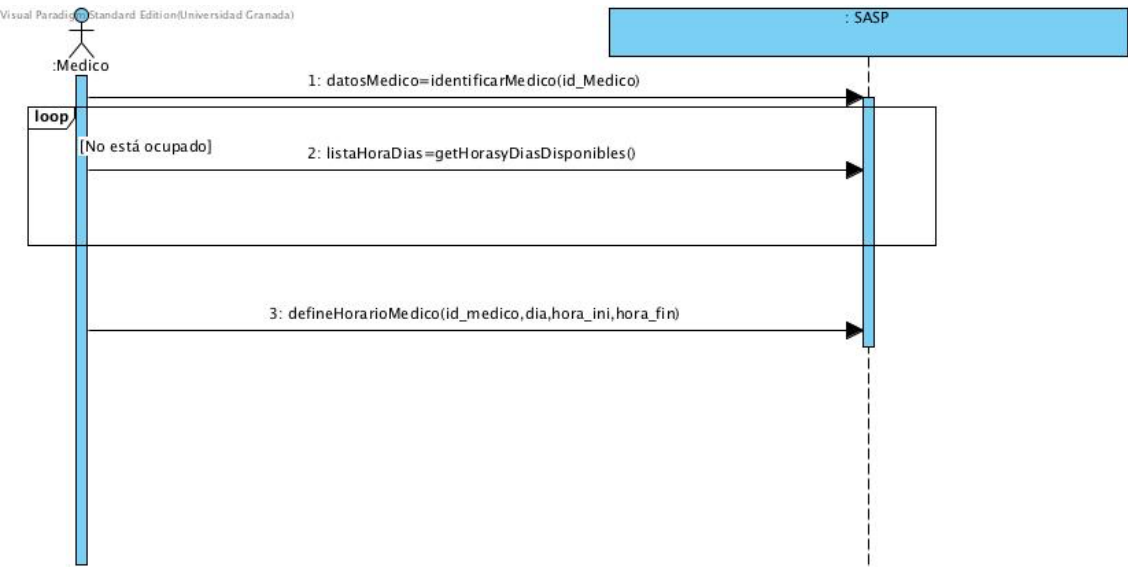 Visual Paradigm Standard Edition(Universidad Granada)
: SASP
:Medico
1: datosMedico=identificarMedico(id_Medico)
loop
[No está ocupado]
2: listaHoraDias=getHorasyDiasDisponibles()
3: defineHorarioMedico(id_medico,dia,hora_ini,hora_fin)